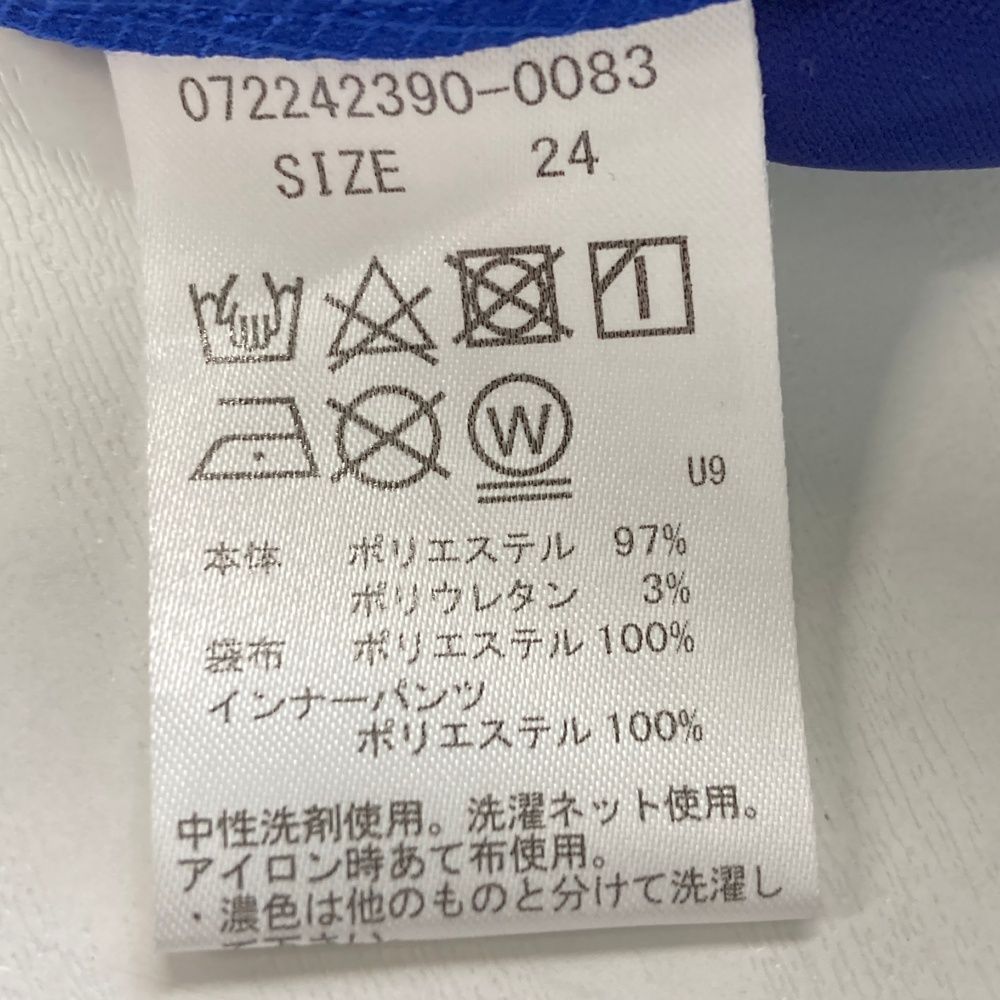 072242390-0083
SIZE 24
W
U9
本体 ポリエステル 97%
ポリウレタン 3%
袋布 ポリエステル 100%
インナーパンツ
ポリエステル 100%
中性洗剤使用。洗濯ネット使用。
アイロン時あて布使用。
・濃色は他のものと分けて洗濯し
て下さい